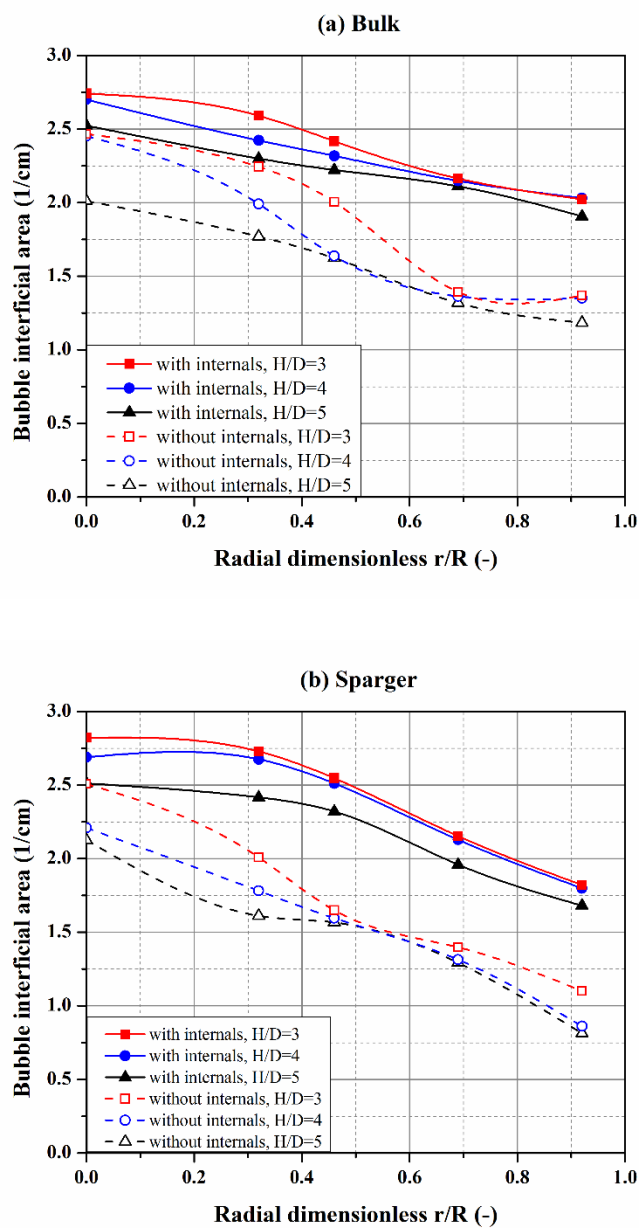 (a) Bulk
3.0
2.5
2.0
1.5
1.0
0.5
0.0
Bubble interficial area (1/cm)
with internals, H/D=3
with internals, H/D=4
with internals, H/D=5
without internals, H/D=3
without internals, H/D=4
without internals, H/D=5
0.0 0.2 0.4 0.6 0.8 1.0
Radial dimensionless r/R (-)
(b) Sparger
3.0
2.5
2.0
1.5
1.0
0.5
0.0
Bubble interficial area (1/cm)
with internals, H/D=3
with internals, H/D=4
with internals, H/D=5
without internals, H/D=3
without internals, H/D=4
without internals, H/D=5
0.0 0.2 0.4 0.6 0.8 1.0
Radial dimensionless r/R (-)